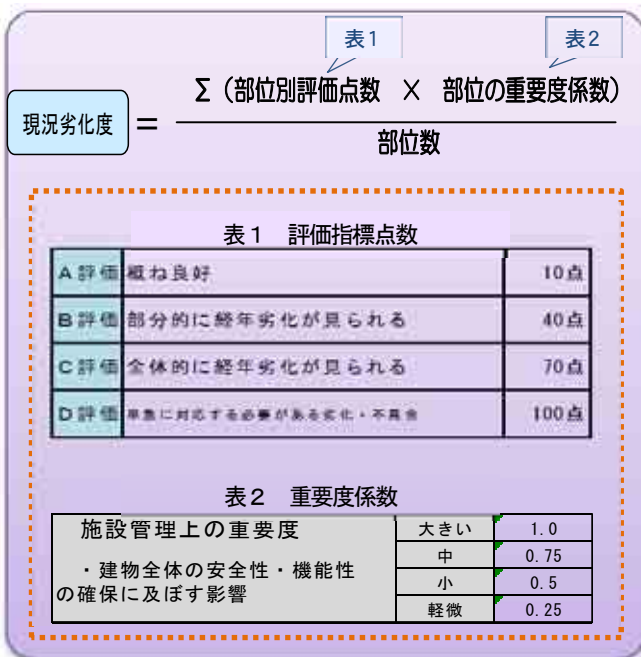 表1
表2
現況劣化度 = Σ(部位別評価点数 × 部位の重要度係数)
部位数
表1 評価指標点数
A評価 概ね良好 10点
B評価 部分的に経年劣化が見られる 40点
C評価 全体的に経年劣化が見られる 70点
D評価 早急に対応する必要がある劣化・不具合 100点
表2 重要度係数
施設管理上の重要度
・建物全体の安全性・機能性
の確保に及ぼす影響
大きい 1.0
中 0.75
小 0.5
軽微 0.25